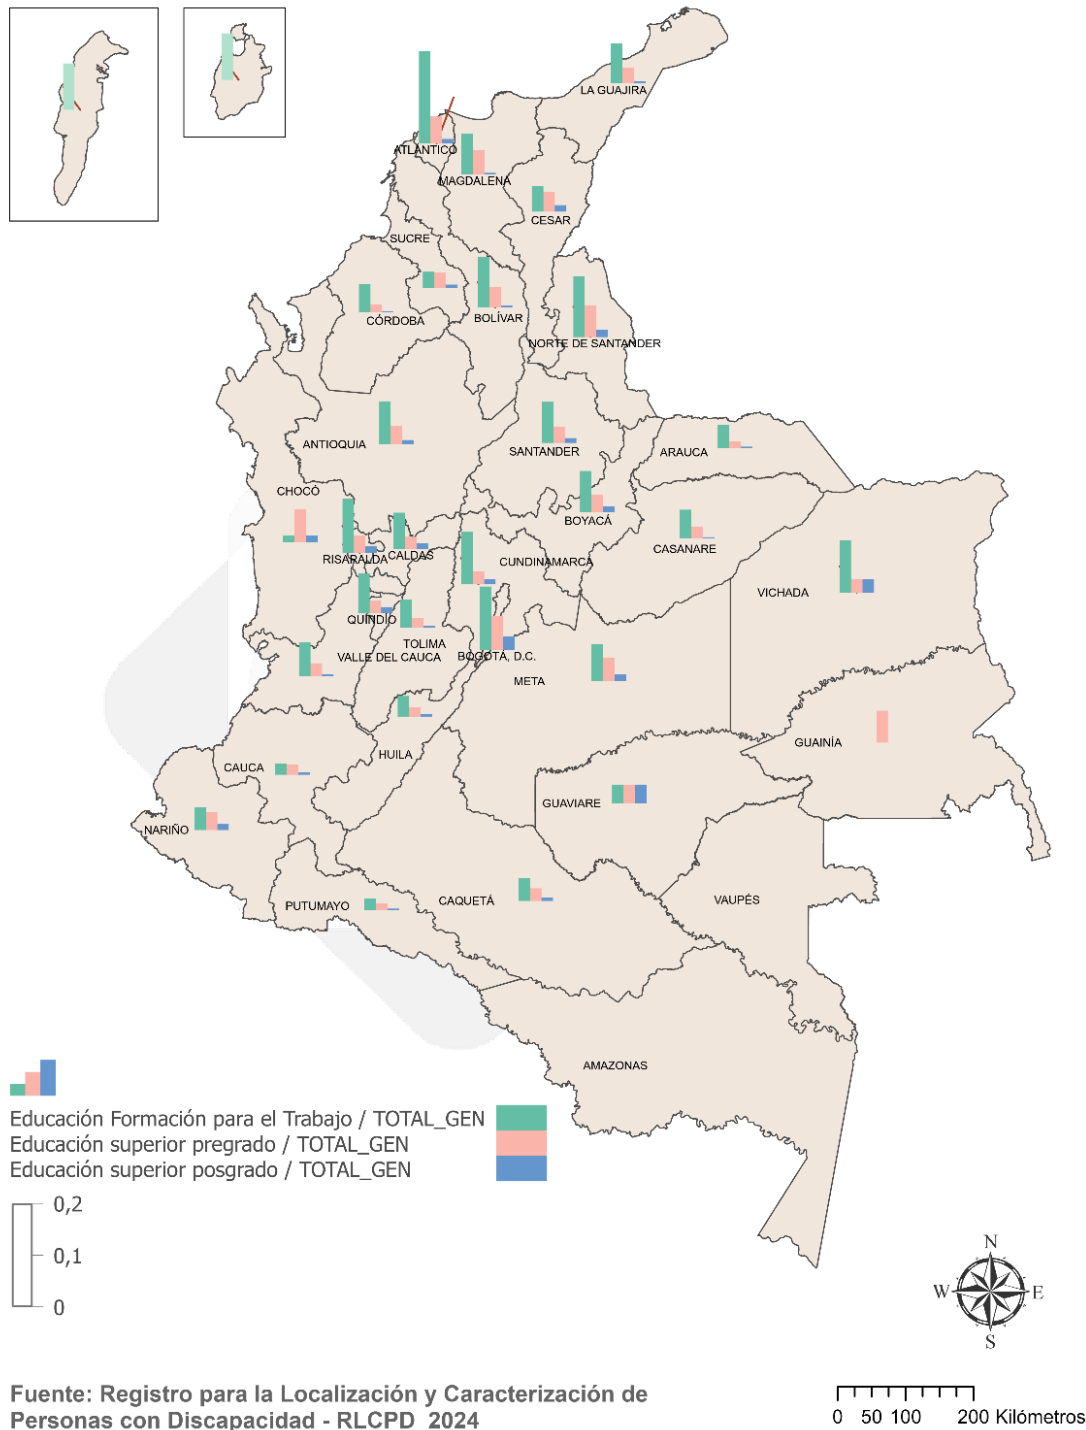 LA GUAJIRA
ATLÁNTICO
MAGDALENA
CESAR
SUCRE
CÓRDOBA
BOLÍVAR
NORTE DE SANTANDER
ANTIOQUIA
SANTANDER
ARAUCA
CHOCÓ
BOYACÁ
CASANARE
RISARALDA
CALDAS
CUNDINAMARCA
VICHADA
QUINDÍO
TOLIMA
VALLE DEL CAUCA
BOGOTÁ, D.C.
META
GUAINÍA
HUILA
CAUCA
GUAVIARE
NARIÑO
PUTUMAYO
CAQUETÁ
VAUPÉS
AMAZONAS
Educación Formación para el Trabajo / TOTAL_GEN
Educación superior pregrado / TOTAL_GEN
Educación superior posgrado / TOTAL_GEN
0,2
0,1
0
N
W E
S
Fuente: Registro para la Localización y Caracterización de
Personas con Discapacidad - RLCPD 2024
0 50 100 200 Kilómetros